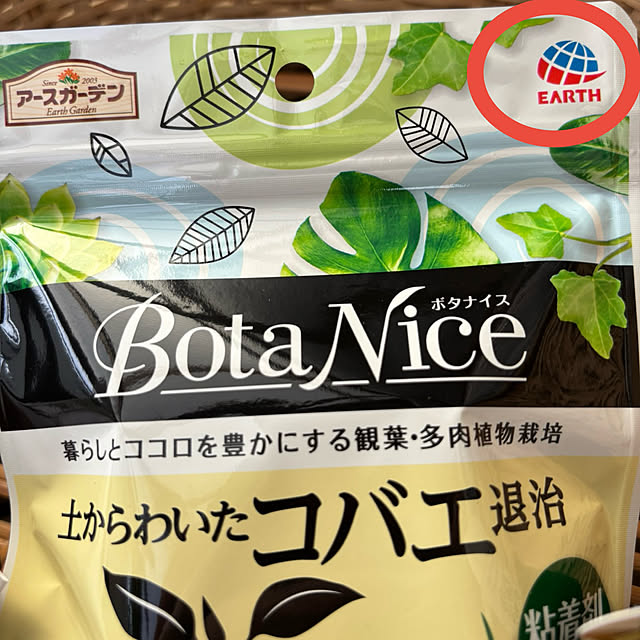 Since 2003
アースガーデン
Earth Garden
EARTH
ボタナイス
BotaNice
暮らしとココロを豊かにする観葉・多肉植物栽培
土からわいたコバエ退治
粘着剤